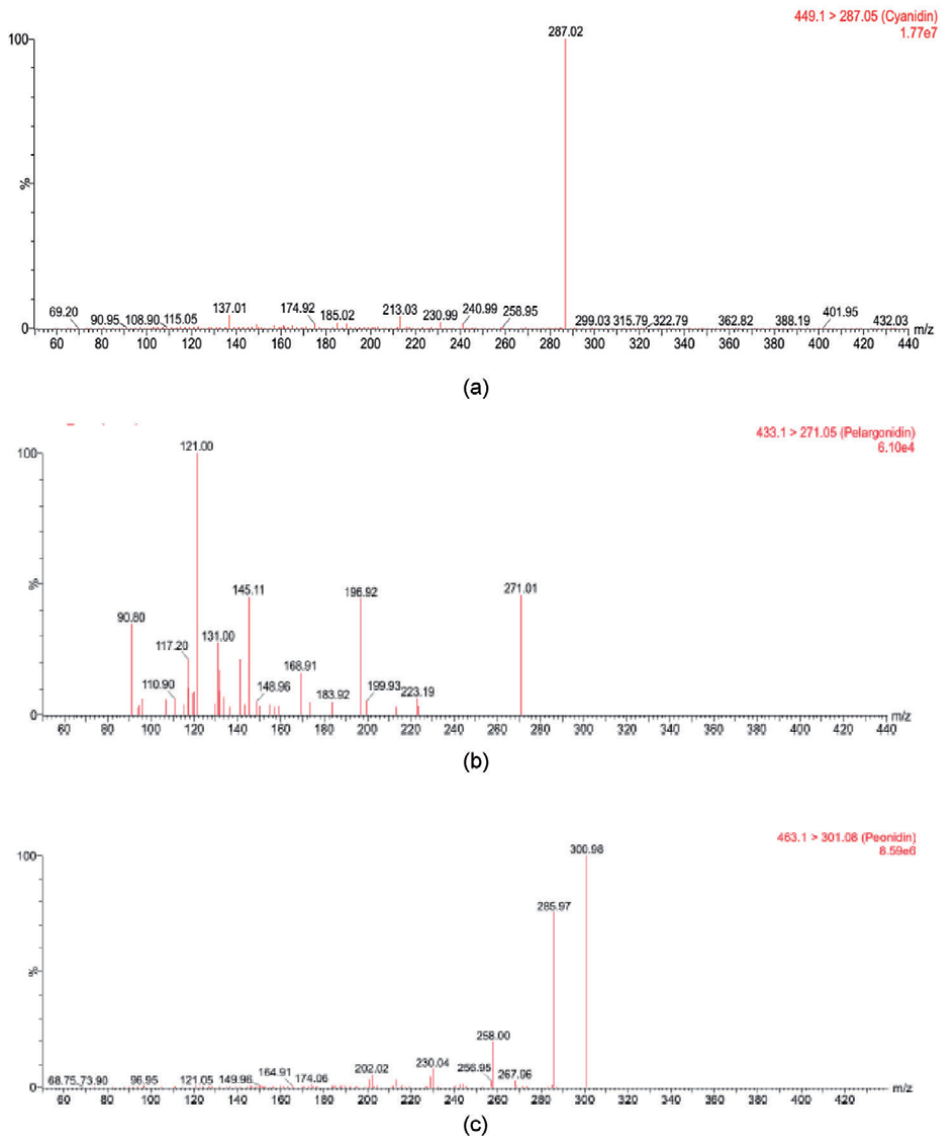 449.1 > 287.05 (Cyanidin)
1.77e7
100
287.02
%
69.20 90.95 108.90 115.05 137.01 174.92 185.02 213.03 230.99 240.99 258.95 299.03 315.79 322.79 362.82 388.19 401.95 432.03
0
m/z
60 80 100 120 140 160 180 200 220 240 260 280 300 320 340 360 380 400 420 440
(a)
433.1 > 271.05 (Pelargonidin)
6.10e4
100
121.00
%
90.80 110.90 117.20 131.00 145.11 148.96 168.91 183.92 196.92 199.93 223.19 271.01
0
m/z
60 80 100 120 140 160 180 200 220 240 260 280 300 320 340 360 380 400 420 440
(b)
463.1 > 301.08 (Peonidin)
8.59e6
100
300.98
285.97
%
258.00
68.75 73.90 96.95 121.05 149.96 164.91 174.06 202.02 230.04 256.95 267.96
0
m/z
60 80 100 120 140 160 180 200 220 240 260 280 300 320 340 360 380 400 420
(c)